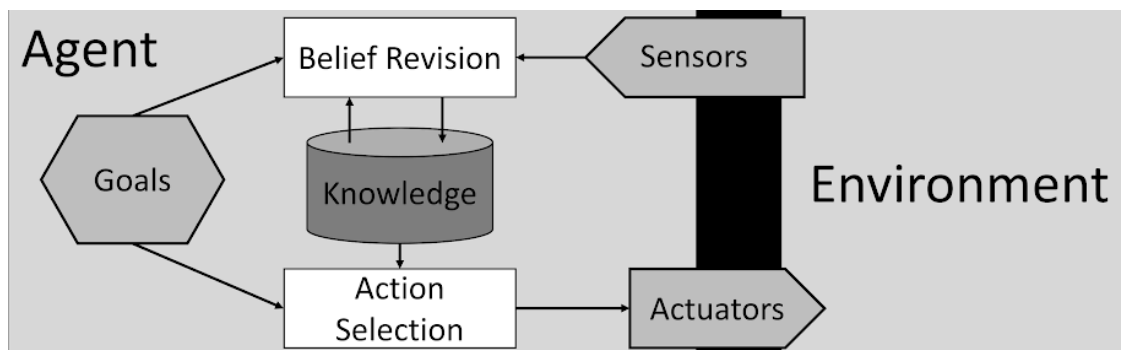 Agent
Belief Revision
Sensors
Goals
Knowledge
Environment
Action
Selection
Actuators